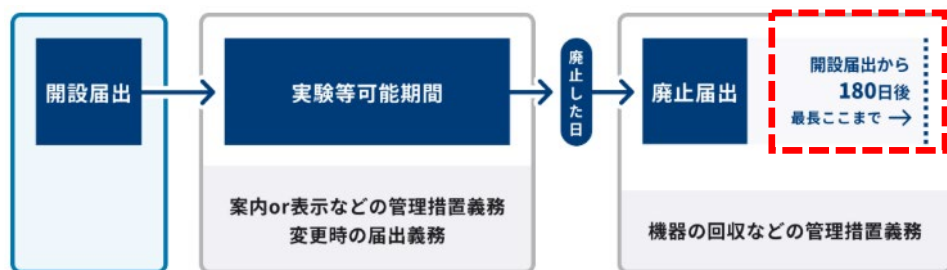 開設届出
実験等可能期間
案内or表示などの管理措置義務
変更時の届出義務
廃止した日
廃止届出
開設届出から
180日後
最長ここまで →
機器の回収などの管理措置義務